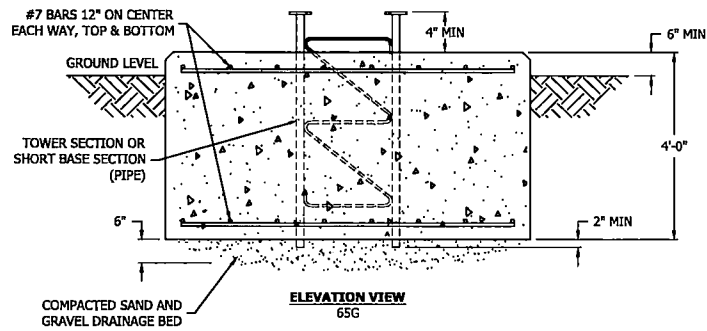 #7 BARS 12" ON CENTER
EACH WAY, TOP & BOTTOM
4" MIN
6" MIN
GROUND LEVEL
TOWER SECTION OR
SHORT BASE SECTION
(PIPE)
4'-0"
6"
2" MIN
COMPACTED SAND AND
GRAVEL DRAINAGE BED
ELEVATION VIEW
65G